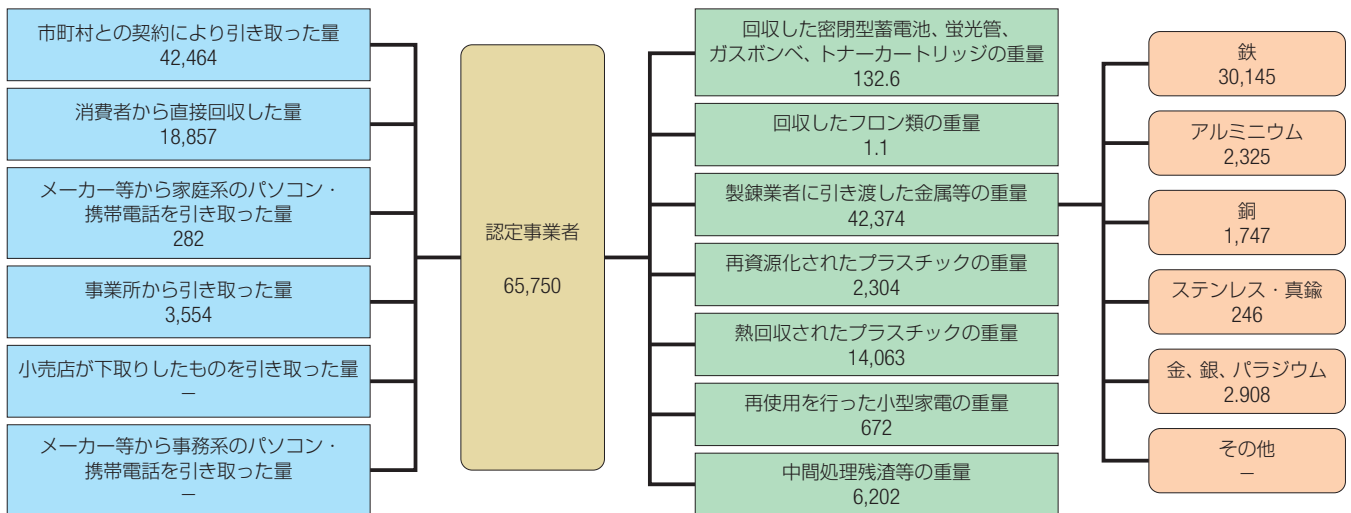 市町村との契約により引き取った量
42,464
消費者から直接回収した量
18,857
メーカー等から家庭系のパソコン・
携帯電話を引き取った量
282
事業所から引き取った量
3,554
小売店が下取りしたものを引き取った量
－
メーカー等から事務系のパソコン・
携帯電話を引き取った量
－
認定事業者
65,750
回収した密閉型蓄電池、蛍光管、
ガスボンベ、トナーカートリッジの重量
132.6
回収したフロン類の重量
1.1
製錬業者に引き渡した金属等の重量
42,374
再資源化されたプラスチックの重量
2,304
熱回収されたプラスチックの重量
14,063
再使用を行った小型家電の重量
672
中間処理残渣等の重量
6,202
鉄
30,145
アルミニウム
2,325
銅
1,747
ステンレス・真鍮
246
金、銀、パラジウム
2.908
その他
－